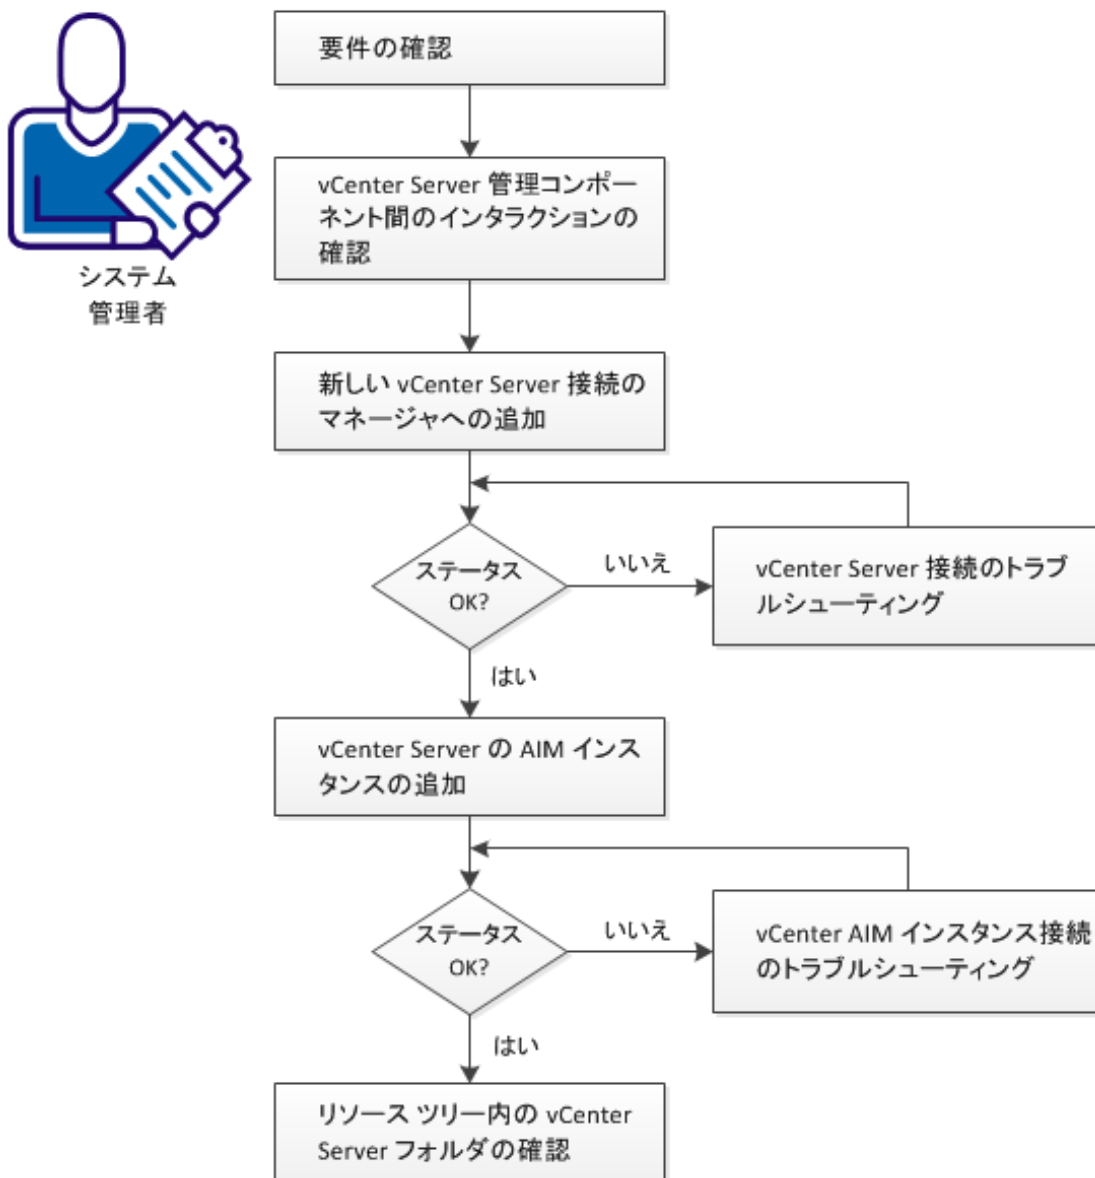 要件の確認
vCenter Server 管理コンポー
ネント間のインタラクションの
確認
システム
管理者
新しい vCenter Server 接続の
マネージャへの追加
ステータス
OK?
いいえ
vCenter Server 接続のトラブ
ルシューティング
はい
vCenter Server の AIM インス
タンスの追加
ステータス
OK?
いいえ
vCenter AIM インスタンス接続
のトラブルシューティング
はい
リソース ツリー内の vCenter
Server フォルダの確認